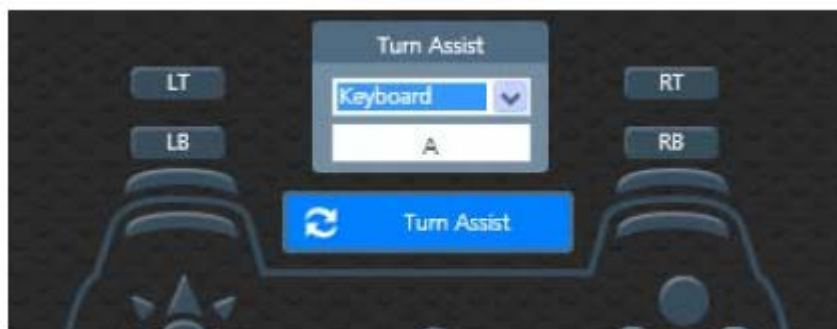 Turn Assist
LT
Keyboard
RT
LB
A
RB
Turn Assist